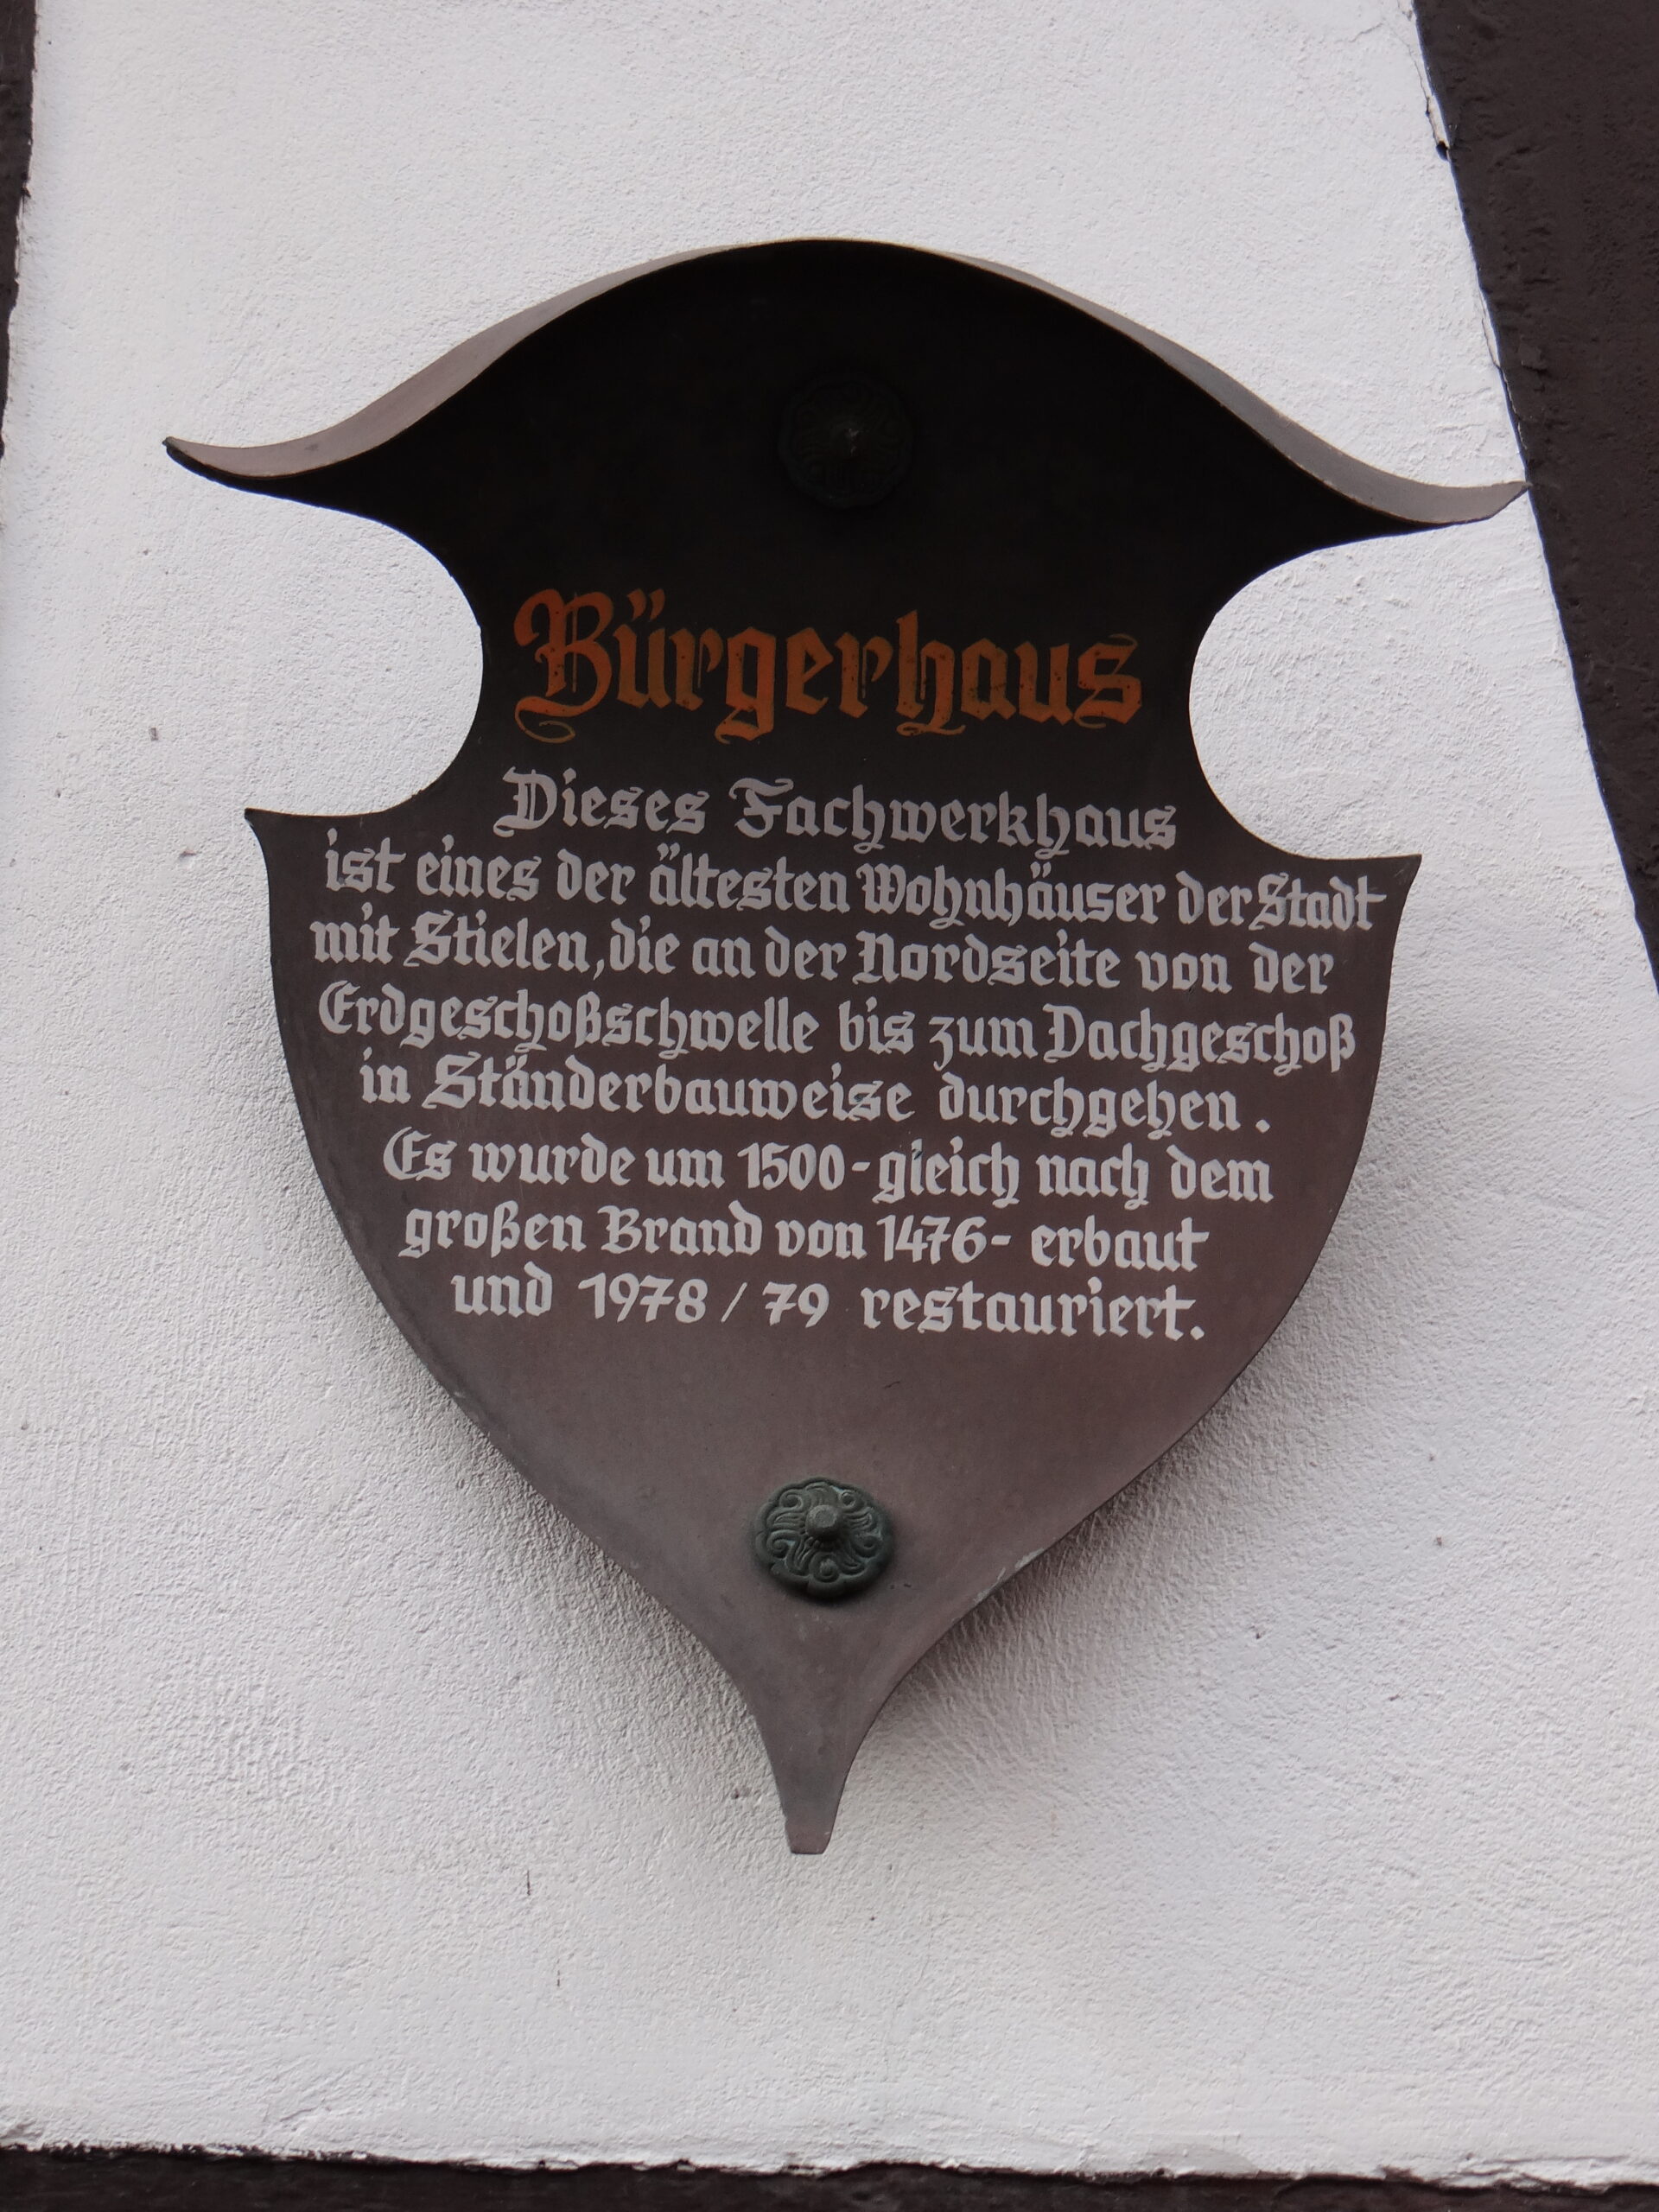 Bürgerhaus
Dieses Fachwerkhaus
ist eines der ältesten Wohnhäuser der Stadt
mit Stielen, die an der Nordseite von der
Erdgeschoßschwelle bis zum Dachgeschoß
in Ständerbauweise durchgehen.
Es wurde um 1500-gleich nach dem
großen Brand von 1476- erbaut
und 1978/79 restauriert.